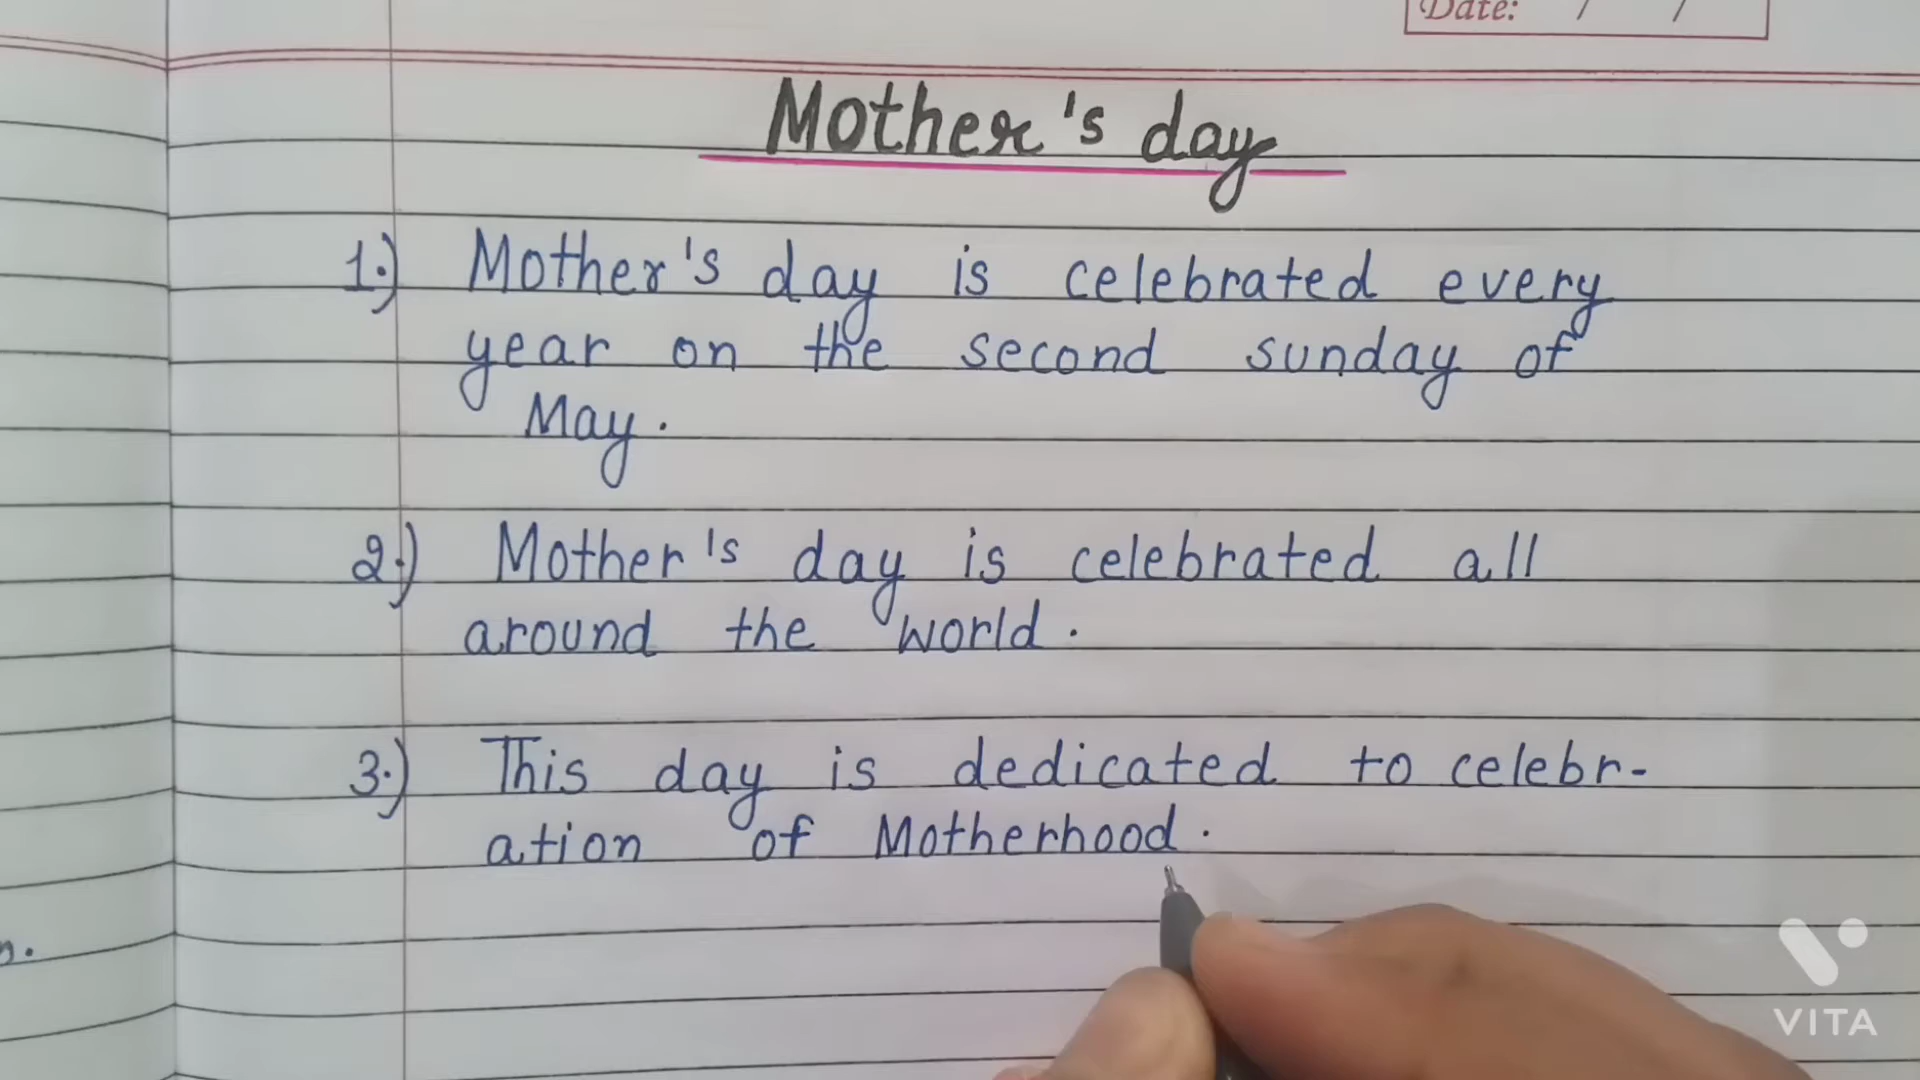 Date: / /
Mother's day
1.) Mother's day is celebrated every
year on the second sunday of
May.
2.) Mother's day is celebrated all
around the world.
3.) This day is dedicated to celebr-
ation of Motherhood.
n.
VITA